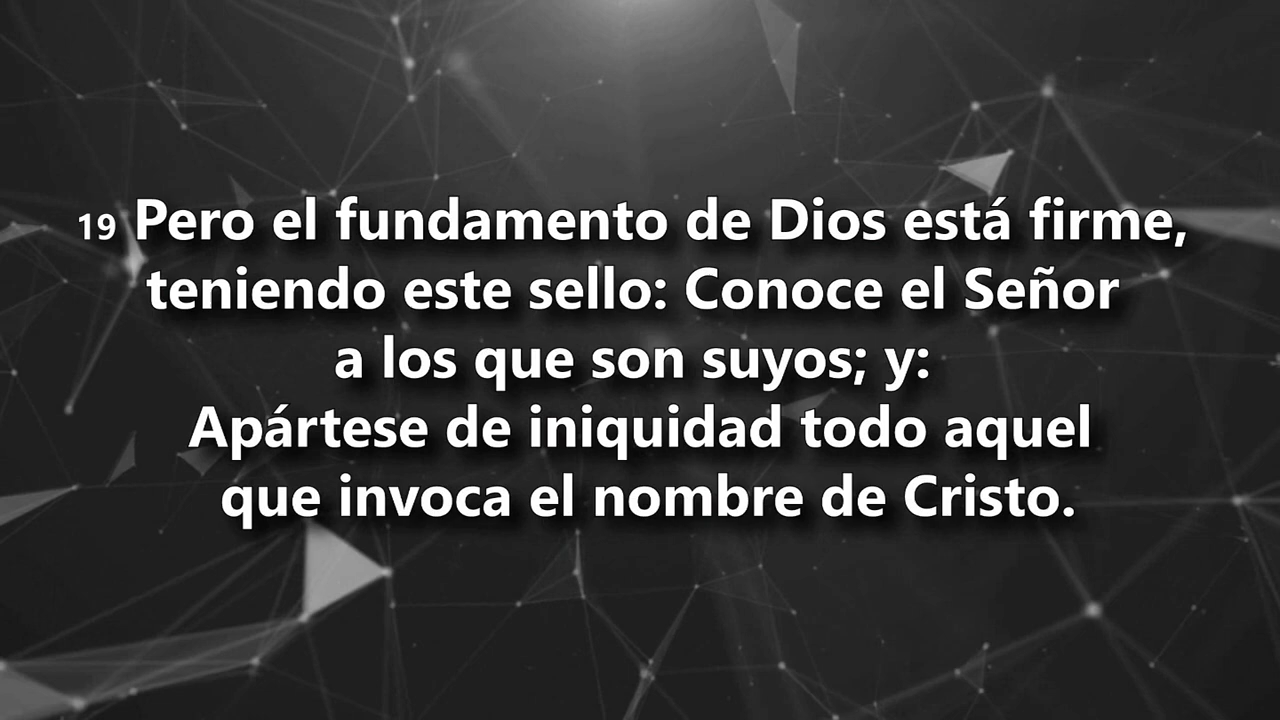 19 Pero el fundamento de Dios está firme,
teniendo este sello: Conoce el Señor
a los que son suyos; y:
Apártese de iniquidad todo aquel
que invoca el nombre de Cristo.